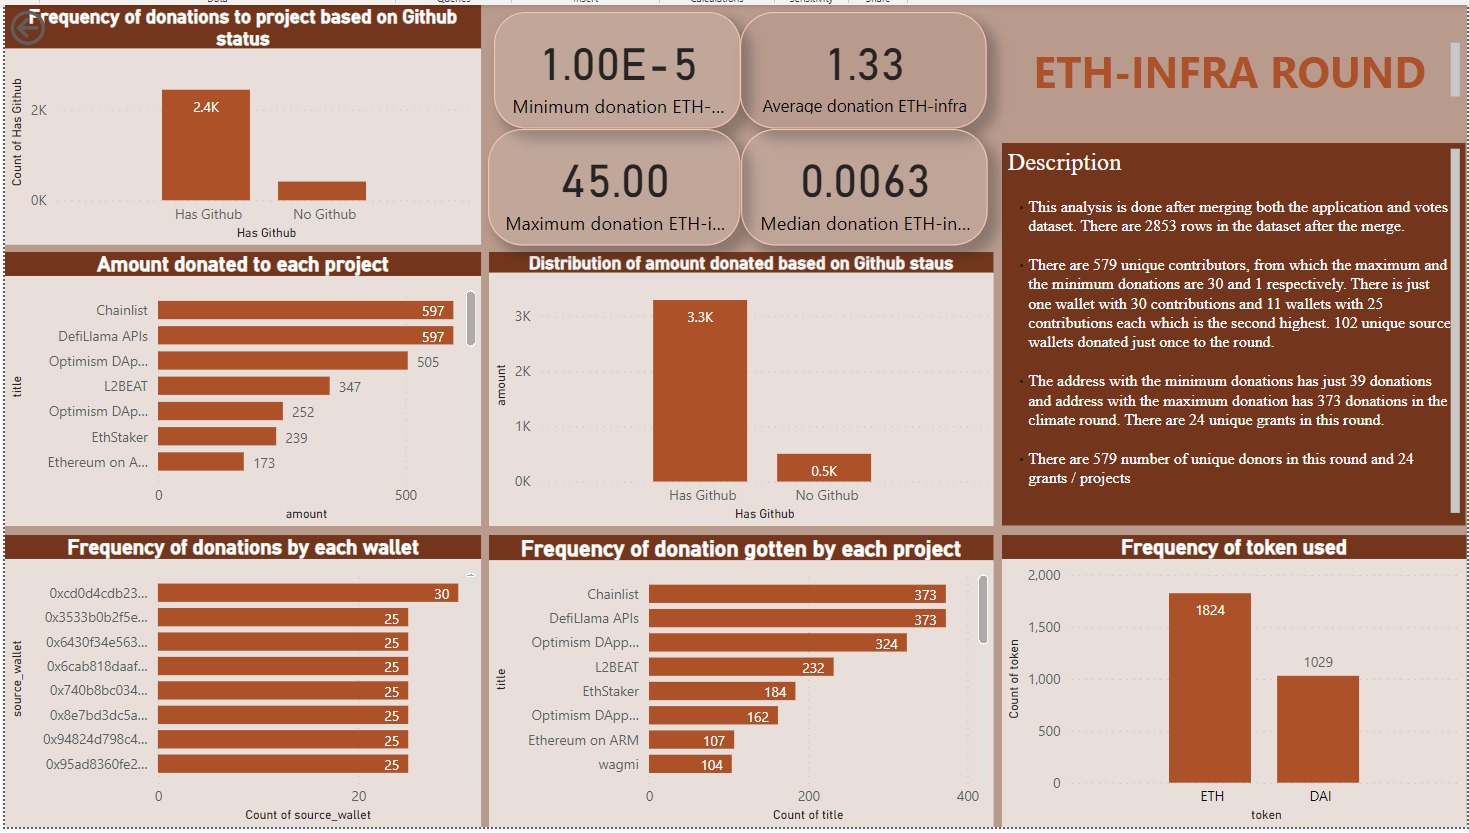 Data
Queries
Insert
Calculations
Sensitivity
Share
Frequency of donations to project based on Github
status
Count of Has Github
2K
0K
2.4K
Has Github
No Github
Has Github
1.00E-5
Minimum donation ETH-...
1.33
Average donation ETH-infra
45.00
Maximum donation ETH-i...
0.0063
Median donation ETH-in...
ETH-INFRA ROUND
Description
This analysis is done after merging both the application and votes
dataset. There are 2853 rows in the dataset after the merge.
There are 579 unique contributors, from which the maximum and
the minimum donations are 30 and 1 respectively. There is just
one wallet with 30 contributions and 11 wallets with 25
contributions each which is the second highest. 102 unique source
wallets donated just once to the round.
The address with the minimum donations has just 39 donations
and address with the maximum donation has 373 donations in the
climate round. There are 24 unique grants in this round.
There are 579 number of unique donors in this round and 24
grants / projects
Amount donated to each project
title
Chainlist 597
DefiLlama APIs 597
Optimism DAp... 505
L2BEAT 347
Optimism DAp... 252
EthStaker 239
Ethereum on A... 173
0 500
amount
Distribution of amount donated based on Github staus
amount
3K
2K
1K
0K
3.3K
0.5K
Has Github
No Github
Has Github
Frequency of donations by each wallet
source_wallet
0xcd0d4cdb23... 30
0x3533b0b2f5e... 25
0x6430f34e563... 25
0x6cab818daaf... 25
0x740b8bc034... 25
0x8e7bd3dc5a... 25
0x94824d798c4... 25
0x95ad8360fe2... 25
0 20
Count of source_wallet
Frequency of donation gotten by each project
title
Chainlist 373
DefiLlama APIs 373
Optimism DApp... 324
L2BEAT 232
EthStaker 184
Optimism DApp... 162
Ethereum on ARM 107
wagmi 104
0 200 400
Count of title
Frequency of token used
Count of token
2,000
1,500
1,000
500
0
1824
1029
ETH
DAI
token